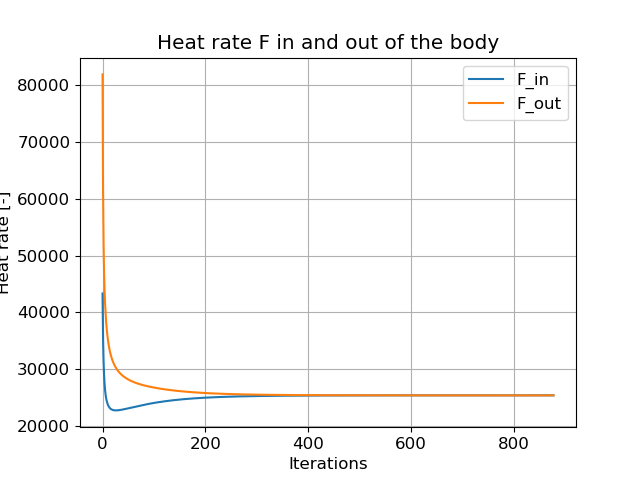 Heat rate F in and out of the body
F_in
F_out
80000
70000
60000
50000
40000
30000
20000
Heat rate [-]
0 200 400 600 800
Iterations